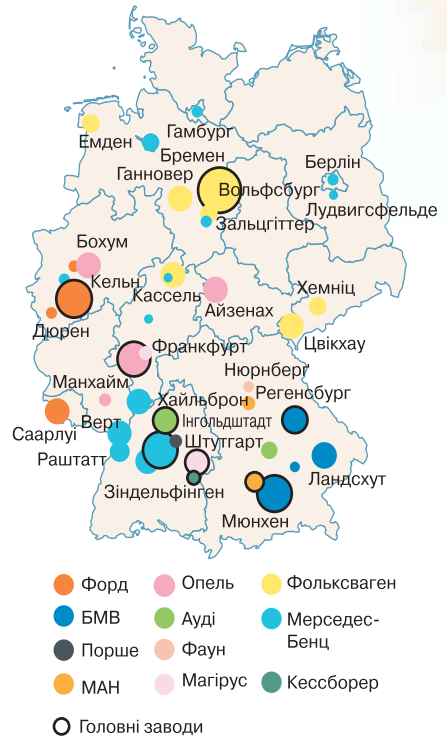 Гамбург
Емден
Бремен
Ганновер
Берлін
Вольфсбург
Лудвигсфельде
Зальцгіттер
Бохум
Кельн
Кассель
Айзенах
Хемніц
Дюрен
Цвікхау
Франкфурт
Нюрнберг
Манхайм
Регенсбург
Хайльброн
Інгольдштадт
Саарлуї
Верт
Штутгарт
Раштатт
Ландсхут
Зіндельфінген
Мюнхен
Форд
Опель
Фольксваген
БМВ
Ауді
Мерседес-
Бенц
Порше
Фаун
МАН
Магірус
Кессборер
Головні заводи